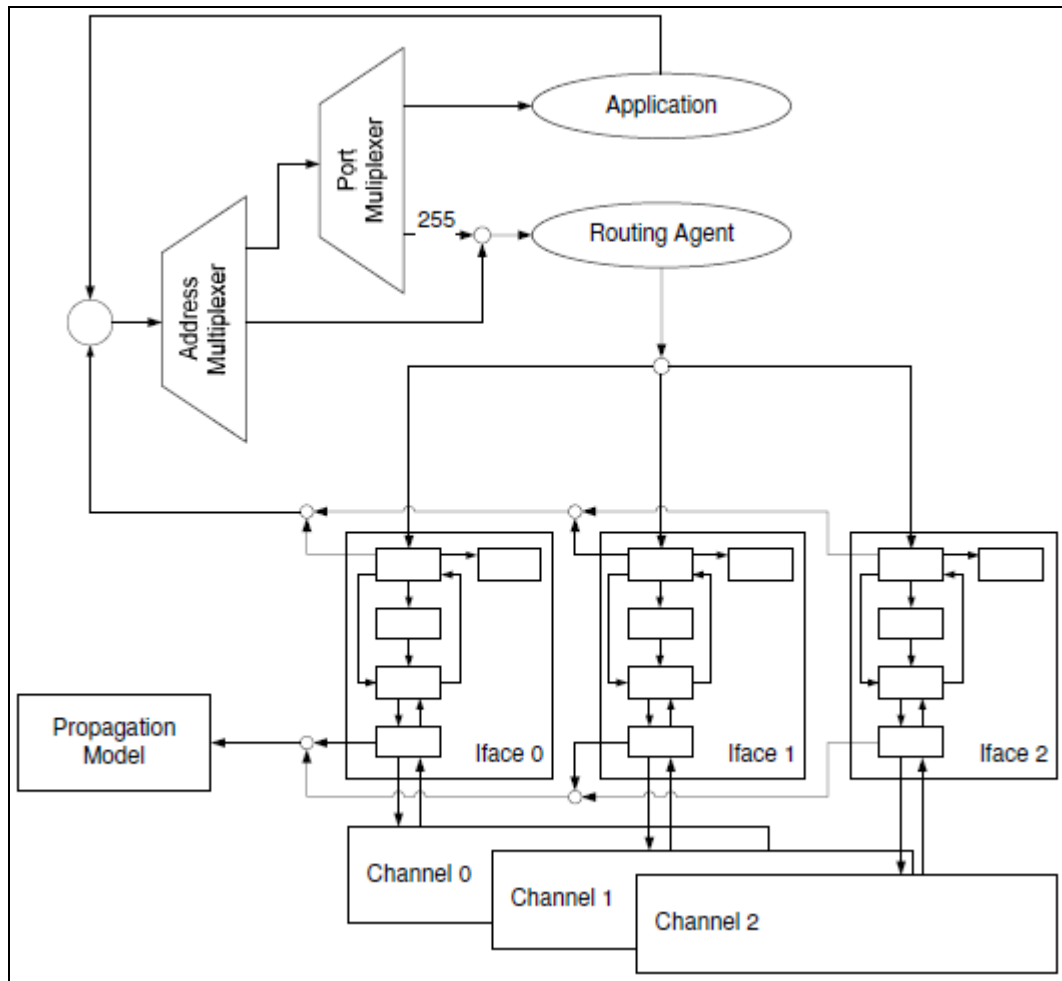 Application
Port
Muliplexer
255
Routing Agent
Address
Multiplexer
Propagation
Model
Iface 0
Iface 1
Iface 2
Channel 0
Channel 1
Channel 2